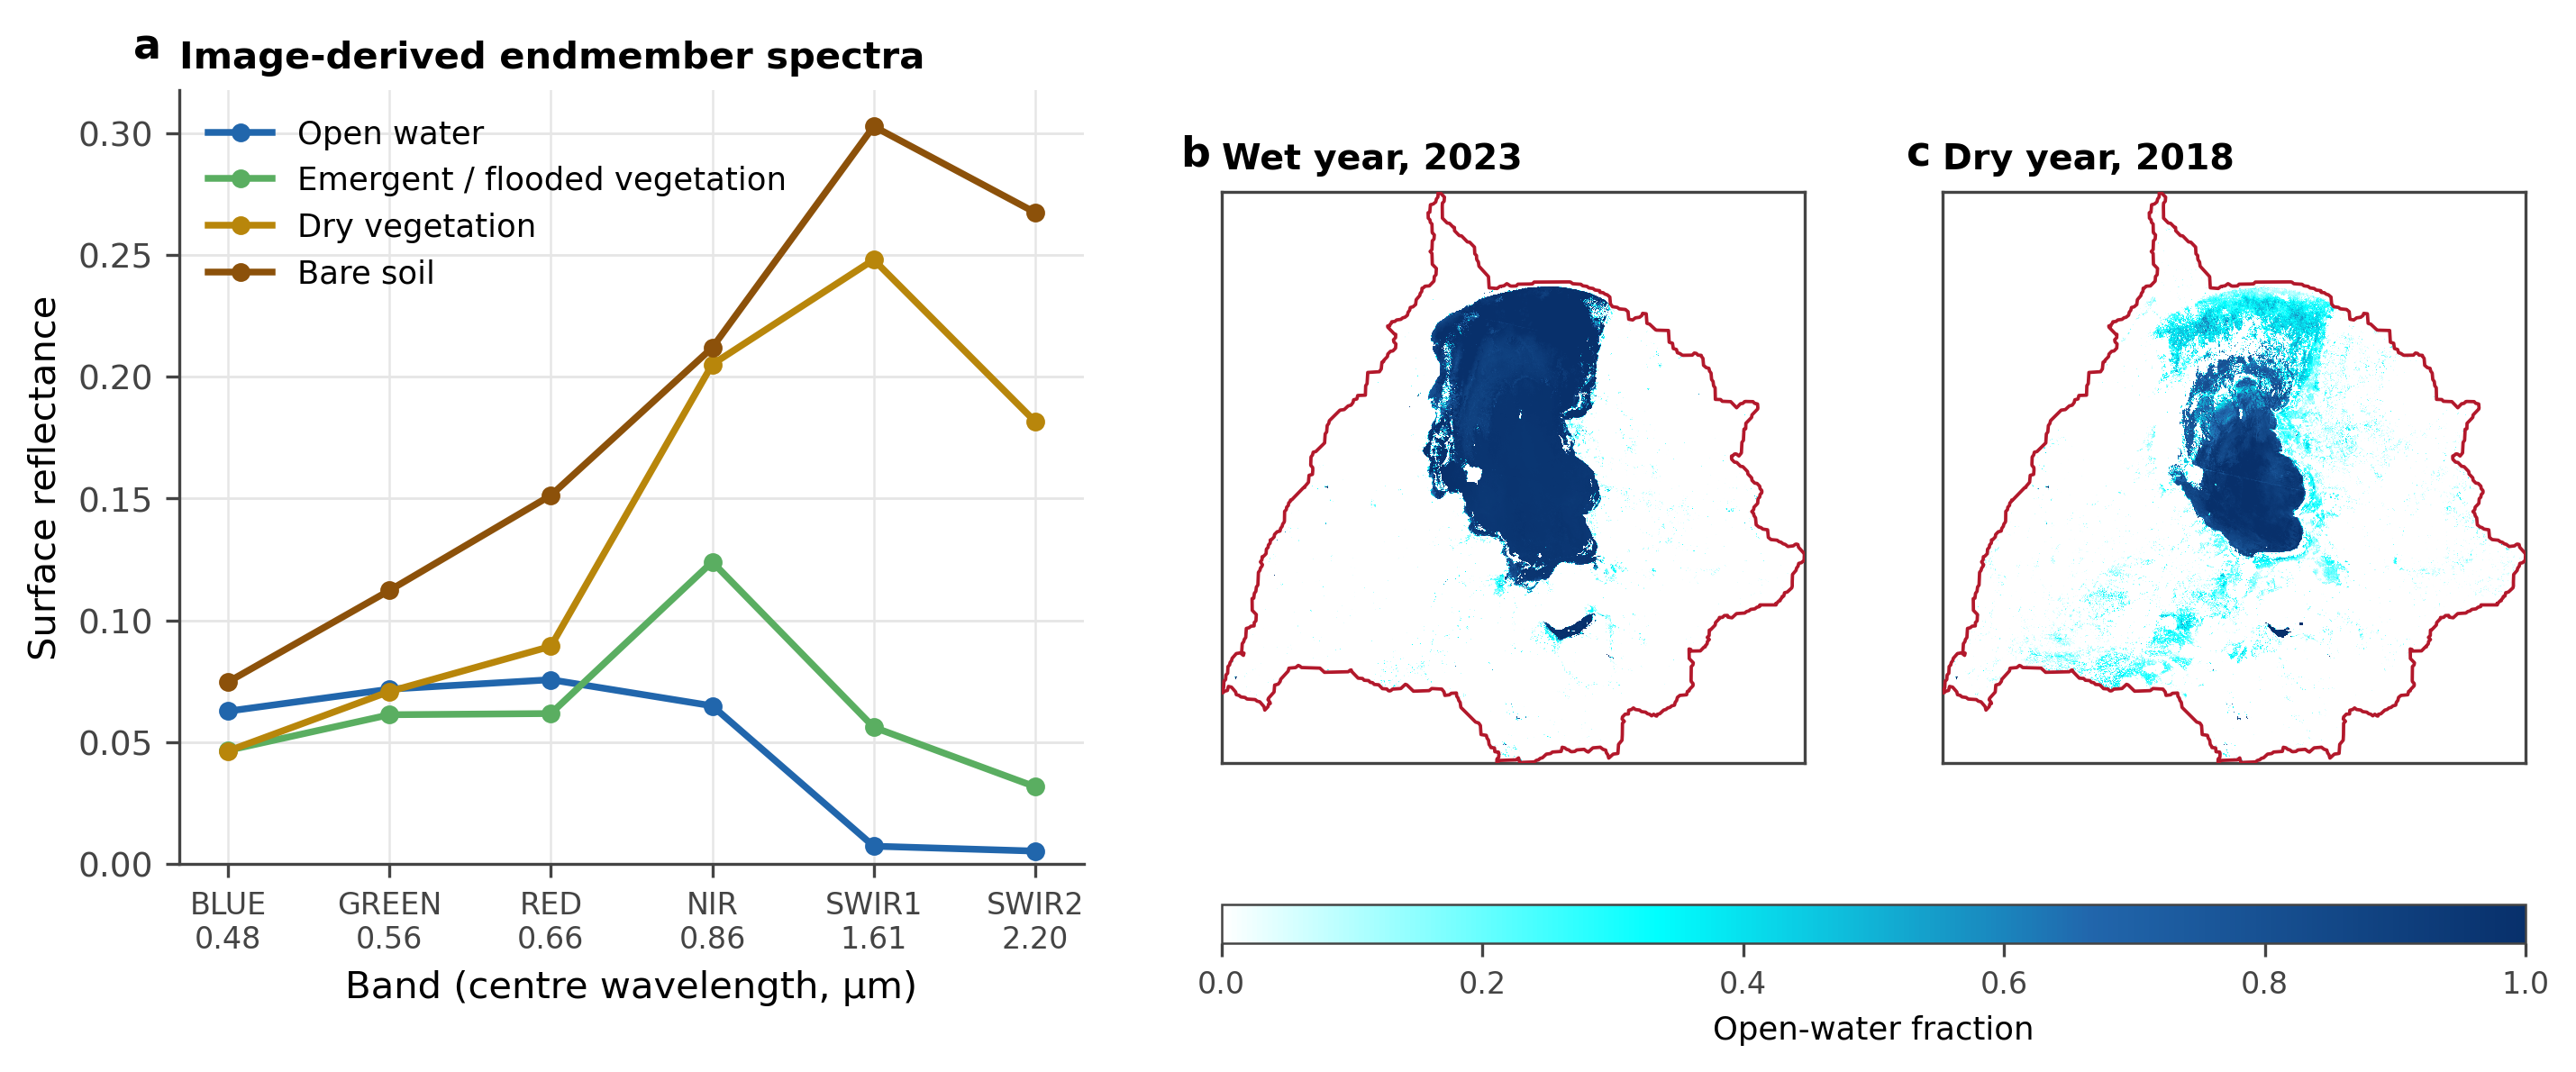 a Image-derived endmember spectra
Open water
Emergent / flooded vegetation
Dry vegetation
Bare soil
0.30
0.25
0.20
0.15
0.10
0.05
0.00
Surface reflectance
BLUE GREEN RED NIR SWIR1 SWIR2
0.48 0.56 0.66 0.86 1.61 2.20
Band (centre wavelength, µm)
b Wet year, 2023
c Dry year, 2018
0.0 0.2 0.4 0.6 0.8 1.0
Open-water fraction